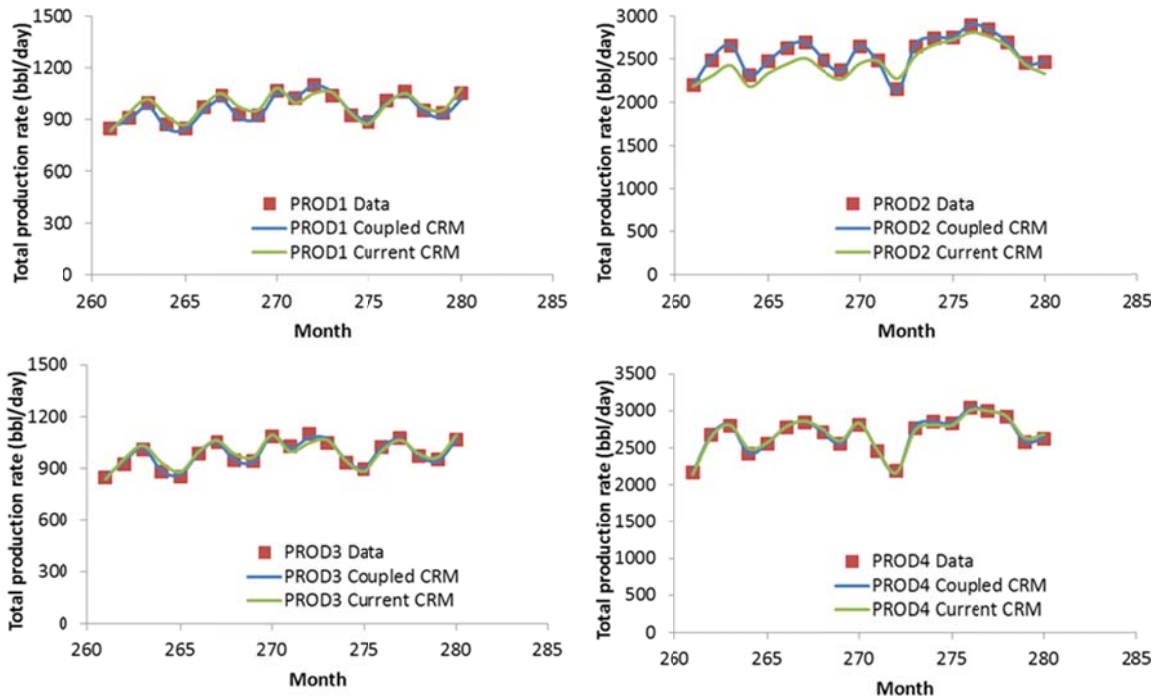 Total production rate (bbl/day)
1500
1200
900
600
300
0
260
265
270
275
280
285
Month
PROD1 Data
PROD1 Coupled CRM
PROD1 Current CRM
Total production rate (bbl/day)
3000
2500
2000
1500
1000
500
0
260
265
270
275
280
285
Month
PROD2 Data
PROD2 Coupled CRM
PROD2 Current CRM
Total production rate (bbl/day)
1500
1200
900
600
300
0
260
265
270
275
280
285
Month
PROD3 Data
PROD3 Coupled CRM
PROD3 Current CRM
Total production rate (bbl/day)
3500
3000
2500
2000
1500
1000
500
0
260
265
270
275
280
285
Month
PROD4 Data
PROD4 Coupled CRM
PROD4 Current CRM